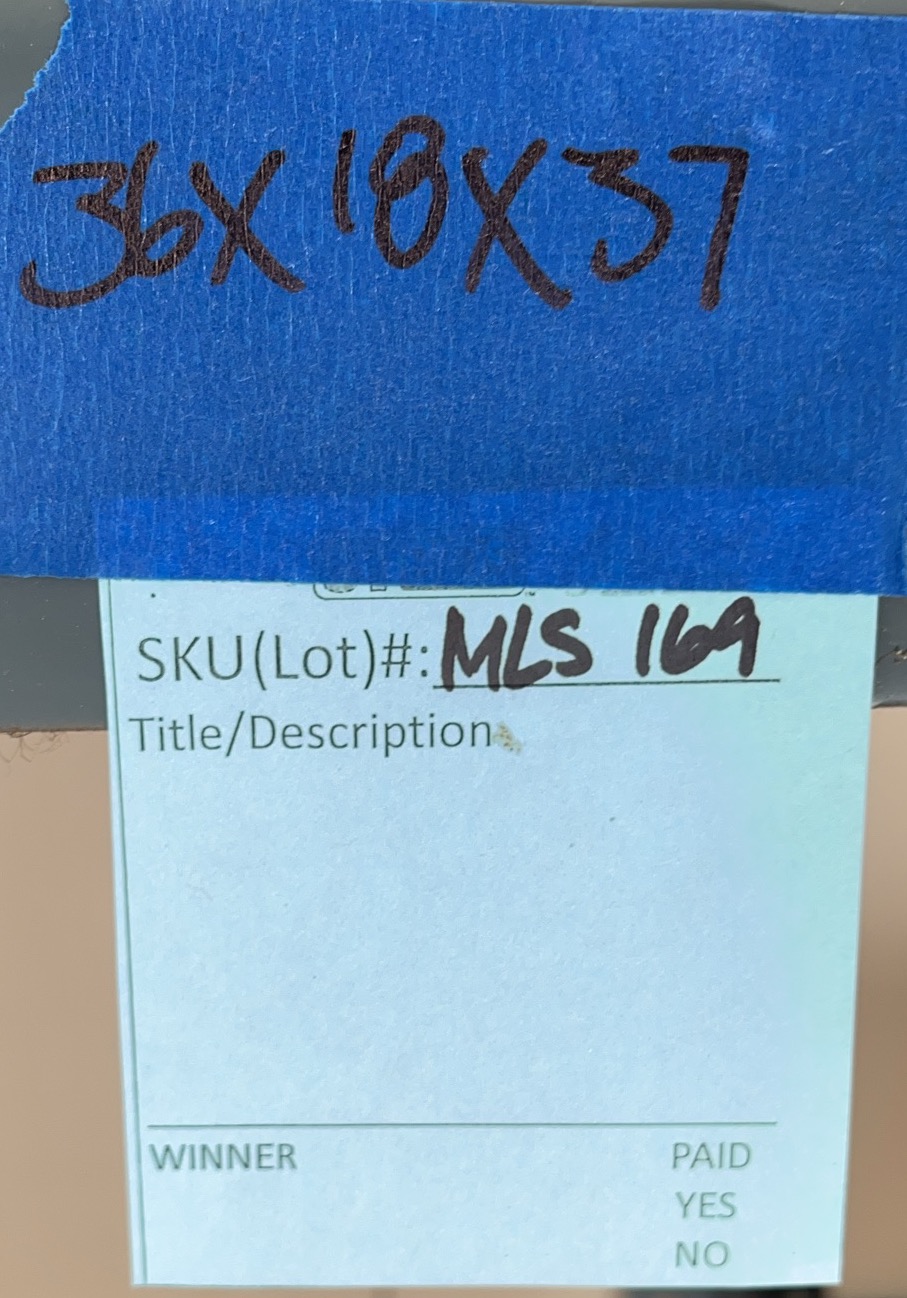 36X18X37
SKU(Lot)#: MLS 169
Title/Description
WINNER PAID
YES
NO